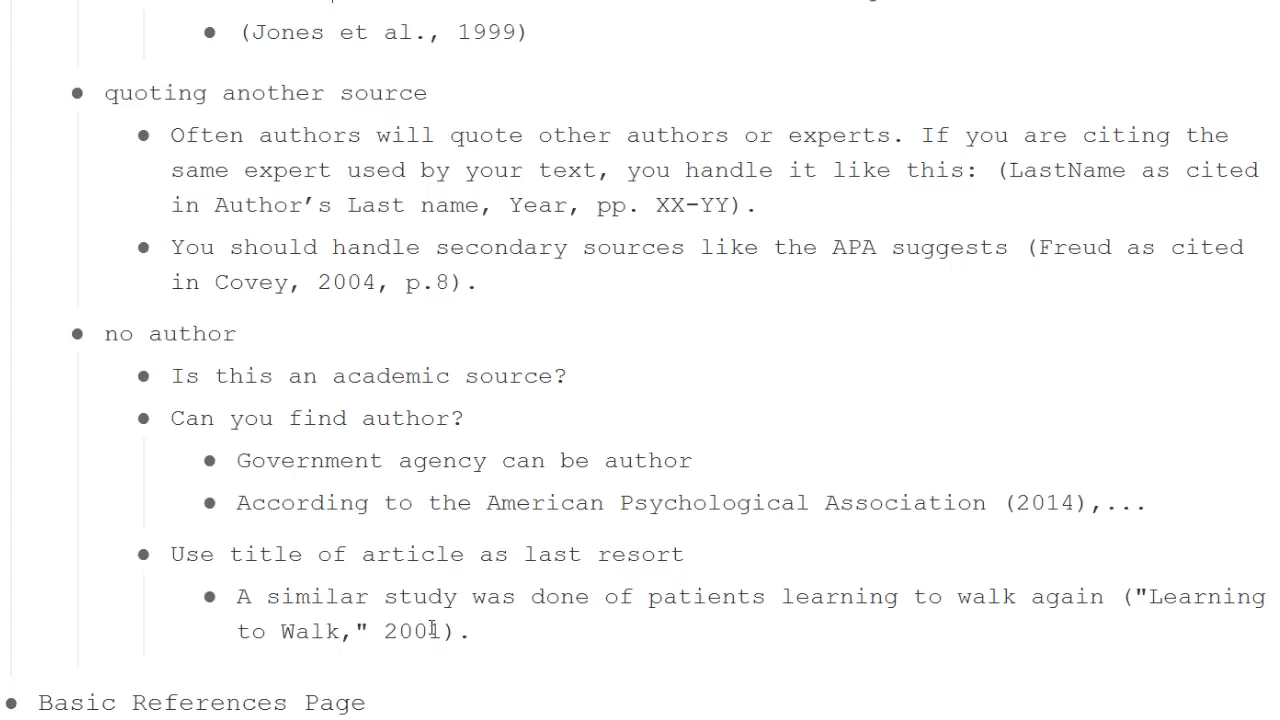 (Jones et al., 1999)
quoting another source
Often authors will quote other authors or experts. If you are citing the
same expert used by your text, you handle it like this: (LastName as cited
in Author’s Last name, Year, pp. XX-YY).
You should handle secondary sources like the APA suggests (Freud as cited
in Covey, 2004, p.8).
no author
Is this an academic source?
Can you find author?
Government agency can be author
According to the American Psychological Association (2014),...
Use title of article as last resort
A similar study was done of patients learning to walk again ("Learning
to Walk," 2001).
Basic References Page